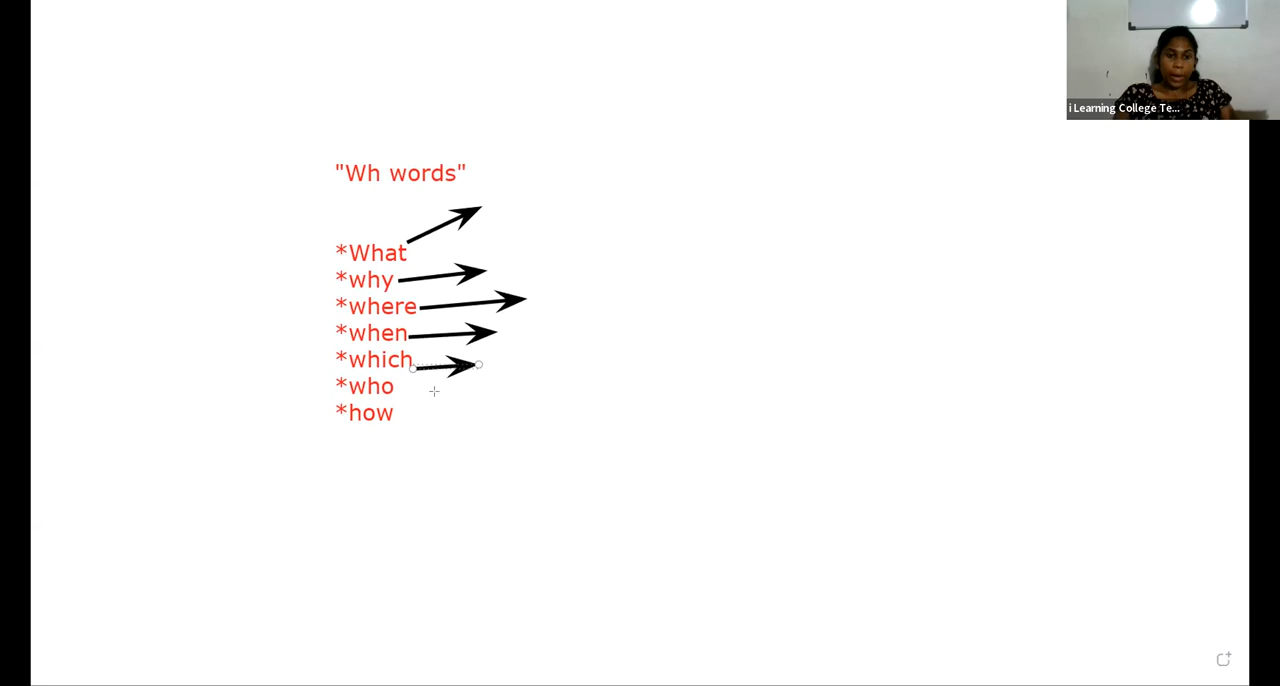 i Learning College Te...
"Wh words"
*What
*why
*where
*when
*which
*who
*how